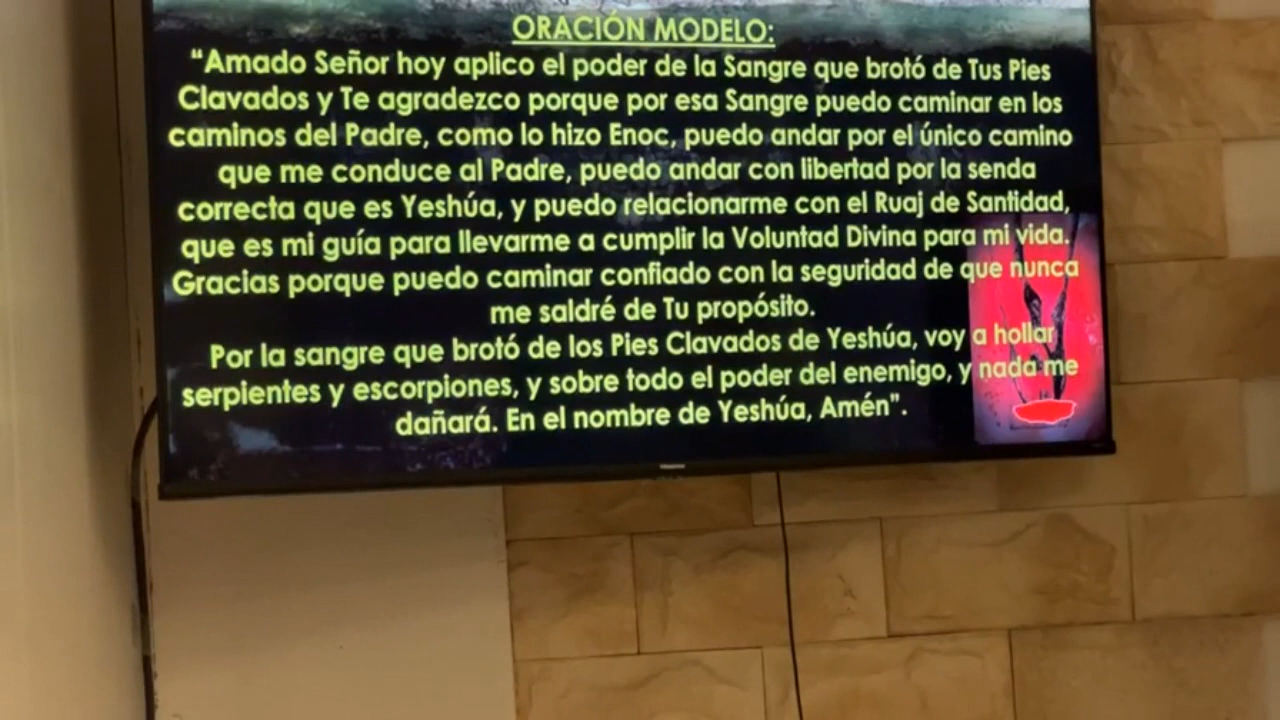 ORACIÓN MODELO:
“Amado Señor hoy aplico el poder de la Sangre que brotó de Tus Pies
Clavados y Te agradezco porque por esa Sangre puedo caminar en los
caminos del Padre, como lo hizo Enoc, puedo andar por el único camino
que me conduce al Padre, puedo andar con libertad por la senda
correcta que es Yeshúa, y puedo relacionarme con el Ruaj de Santidad,
que es mi guía para llevarme a cumplir la Voluntad Divina para mi vida.
Gracias porque puedo caminar confiado con la seguridad de que nunca
me saldré de Tu propósito.
Por la sangre que brotó de los Pies Clavados de Yeshúa, voy a hollar
serpientes y escorpiones, y sobre todo el poder del enemigo, y nada me
dañará. En el nombre de Yeshúa, Amén”.